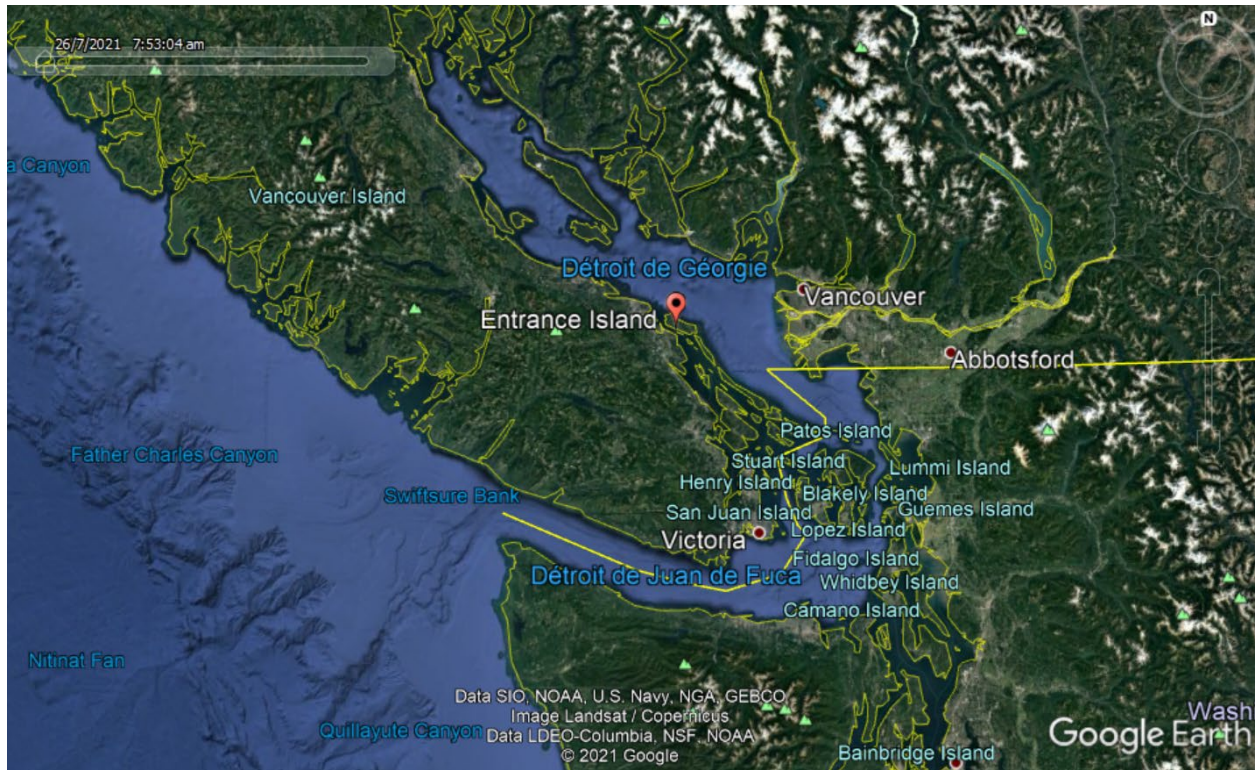 26/7/2021 7:53:04 am
N
a Canyon
Vancouver Island
Détroit de Géorgie
Vancouver
Entrance Island
Abbotsford
Patos Island
Father Charles Canyon
Stuart Island
Lummi Island
Henry Island
Blakely Island
Swiftsure Bank
San Juan Island
Guemes Island
Victoria
Lopez Island
Fidalgo Island
Détroit de Juan de Fuca
Whidbey Island
Camano Island
Nitinat Fan
Data SIO, NOAA, U.S. Navy, NGA, GEBCO
Image Landsat / Copernicus
Quillayute Canyon
Data LDEO-Columbia, NSF, NOAA
© 2021 Google
Wash
Google Earth
Bainbridge Island